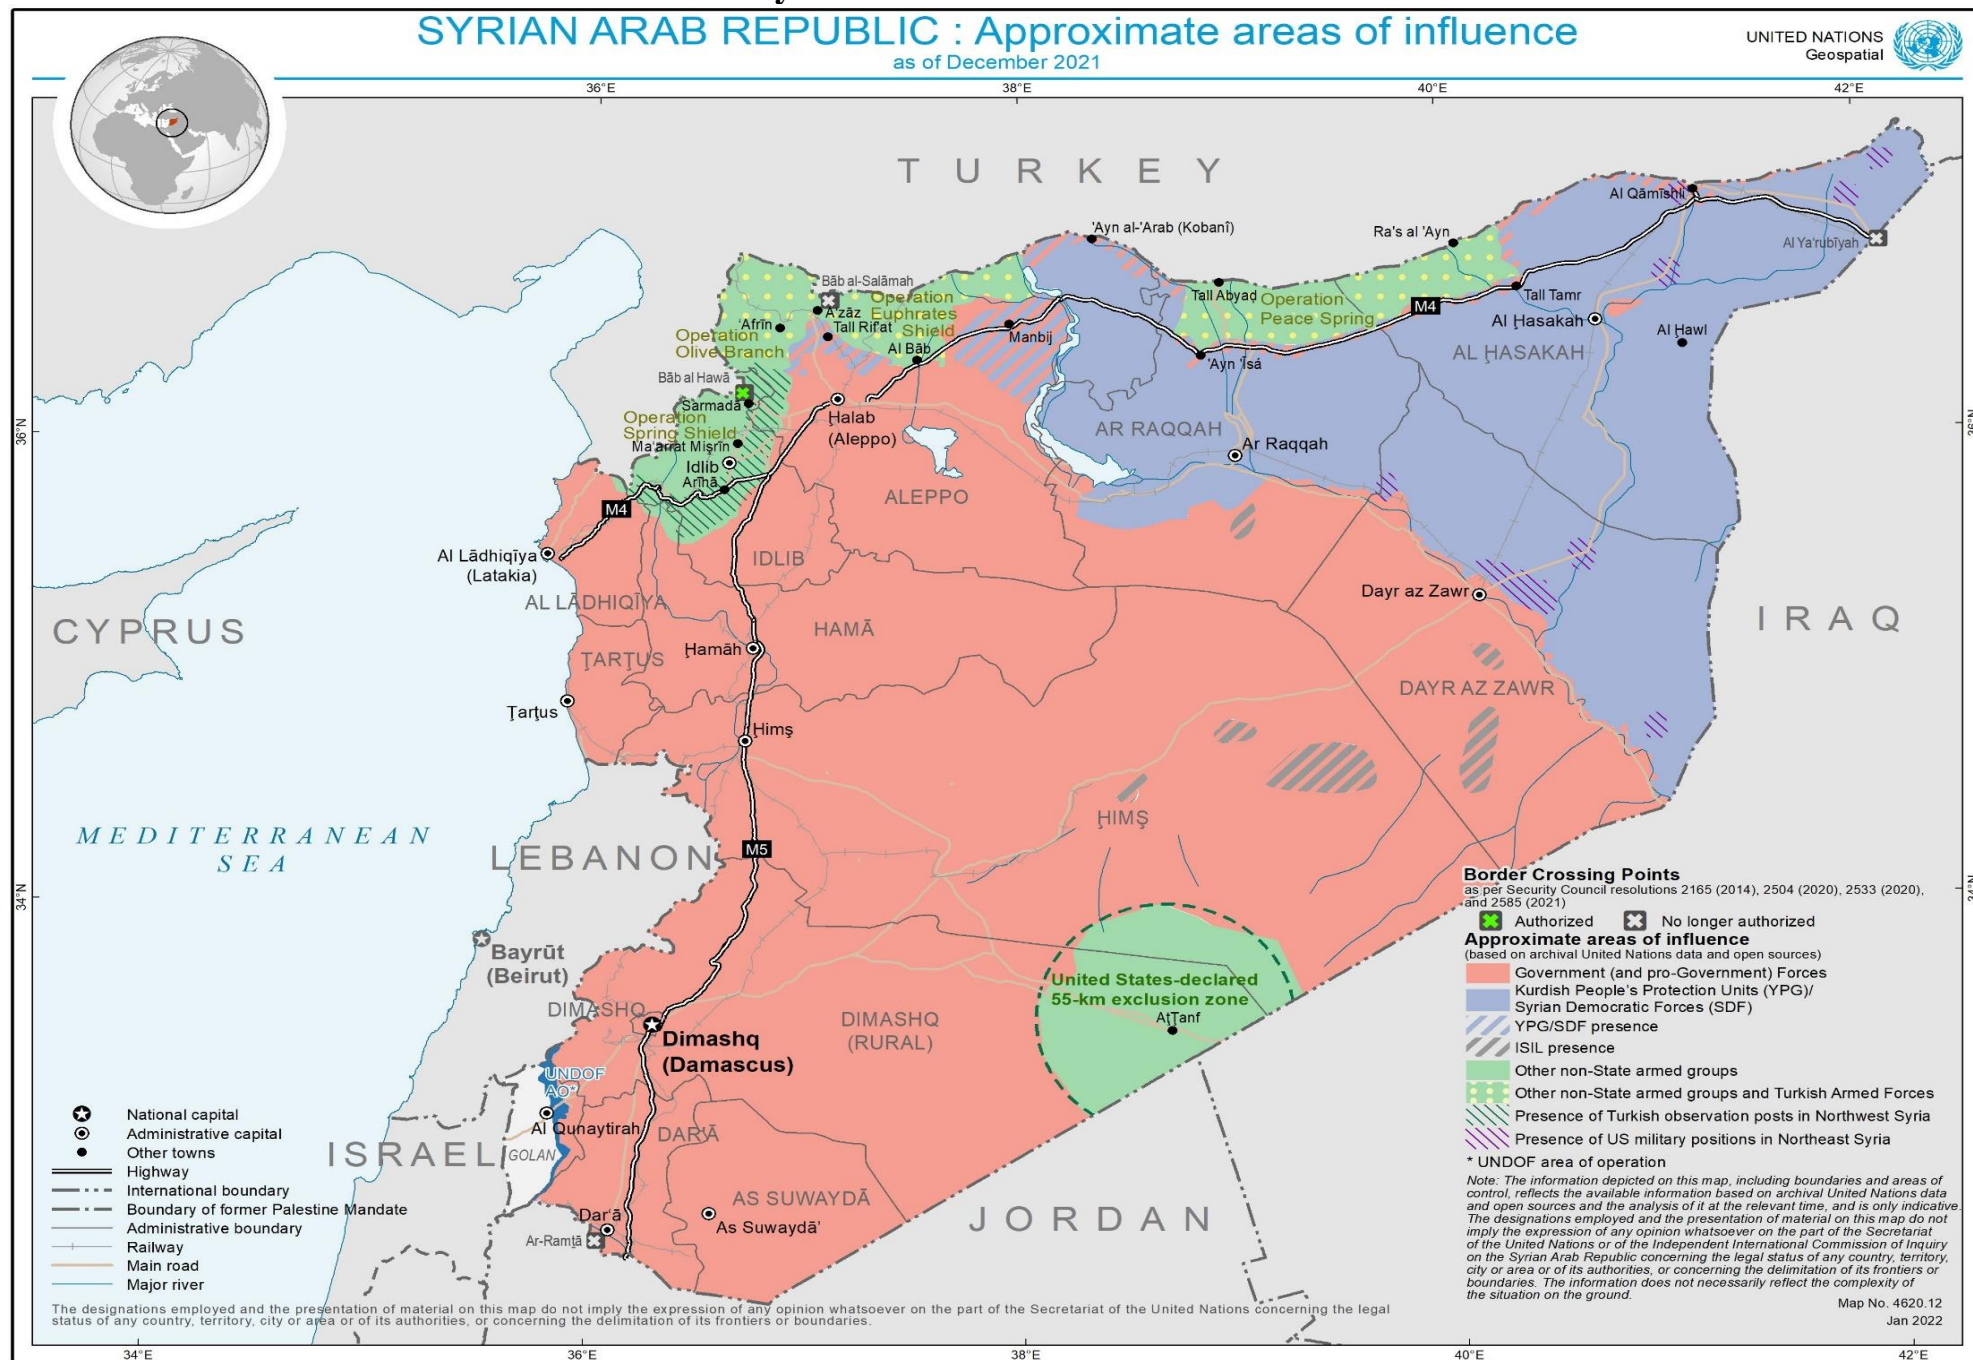 SYRIAN ARAB REPUBLIC : Approximate areas of influence
as of December 2021
UNITED NATIONS
Geospatial
36°E
38°E
40°E
42°E
TURKEY
Al Qāmishlī
Al Ya'rubīyah
'Ayn al-'Arab (Kobanî)
Ra's al 'Ayn
Bāb al-Salāmah
Tall Abyad
Operation
Peace Spring
M4
Tall Tamr
Operation
Euphrates
Shield
A'zāz
Tall Rif'at
'Afrīn
Operation
Olive Branch
Al Bāb
Manbij
'Ayn 'Īsá
Al Ḩasakah
Al Ḩawl
AL ḨASAKAH
Bāb al Hawā
Sarmadā
Ḩalab
(Aleppo)
Operation
Spring Shield
Ma'arrat Mişrīn
Idlib
Arīḩā
36°N
36°N
AR RAQQAH
Ar Raqqah
ALEPPO
M4
Al Lādhiqīya
(Latakia)
IDLIB
AL LĀDHIQĪYA
Dayr az Zawr
CYPRUS
IRAQ
HAMĀ
Ḩamāh
ŢARŢUS
Ţarţus
DAYR AZ ZAWR
Ḩimş
ḨIMŞ
MEDITERRANEAN
SEA
LEBANON
M5
34°N
34°N
Bayrūt
(Beirut)
United States-declared
55-km exclusion zone
AţTanf
DIMASHQ
DIMASHQ
(RURAL)
Dimashq
(Damascus)
UNDOF
AO*
Al Qunayţirah
GOLAN
ISRAEL
DAR'Ā
AS SUWAYDĀ
As Suwaydā'
Dar'ā
Ar-Ramţā
JORDAN
Border Crossing Points
as per Security Council resolutions 2165 (2014), 2504 (2020), 2533 (2020),
and 2585 (2021)
Authorized
No longer authorized
Approximate areas of influence
(based on archival United Nations data and open sources)
Government (and pro-Government) Forces
Kurdish People's Protection Units (YPG)/
Syrian Democratic Forces (SDF)
YPG/SDF presence
ISIL presence
Other non-State armed groups
Other non-State armed groups and Turkish Armed Forces
Presence of Turkish observation posts in Northwest Syria
Presence of US military positions in Northeast Syria
* UNDOF area of operation
Note: The information depicted on this map, including boundaries and areas of
control, reflects the available information based on archival United Nations data
and open sources and the analysis of it at the relevant time, and is only indicative.
The designations employed and the presentation of material on this map do not
imply the expression of any opinion whatsoever on the part of the Secretariat
of the United Nations or of the Independent International Commission of Inquiry
on the Syrian Arab Republic concerning the legal status of any country, territory,
city or area or of its authorities, or concerning the delimitation of its frontiers or
boundaries. The information does not necessarily reflect the complexity of
the situation on the ground.
Map No. 4620.12
Jan 2022
National capital
Administrative capital
Other towns
Highway
International boundary
Boundary of former Palestine Mandate
Administrative boundary
Railway
Main road
Major river
The designations employed and the presentation of material on this map do not imply the expression of any opinion whatsoever on the part of the Secretariat of the United Nations concerning the legal
status of any country, territory, city or area or of its authorities, or concerning the delimitation of its frontiers or boundaries.
34°E
36°E
38°E
40°E
42°E